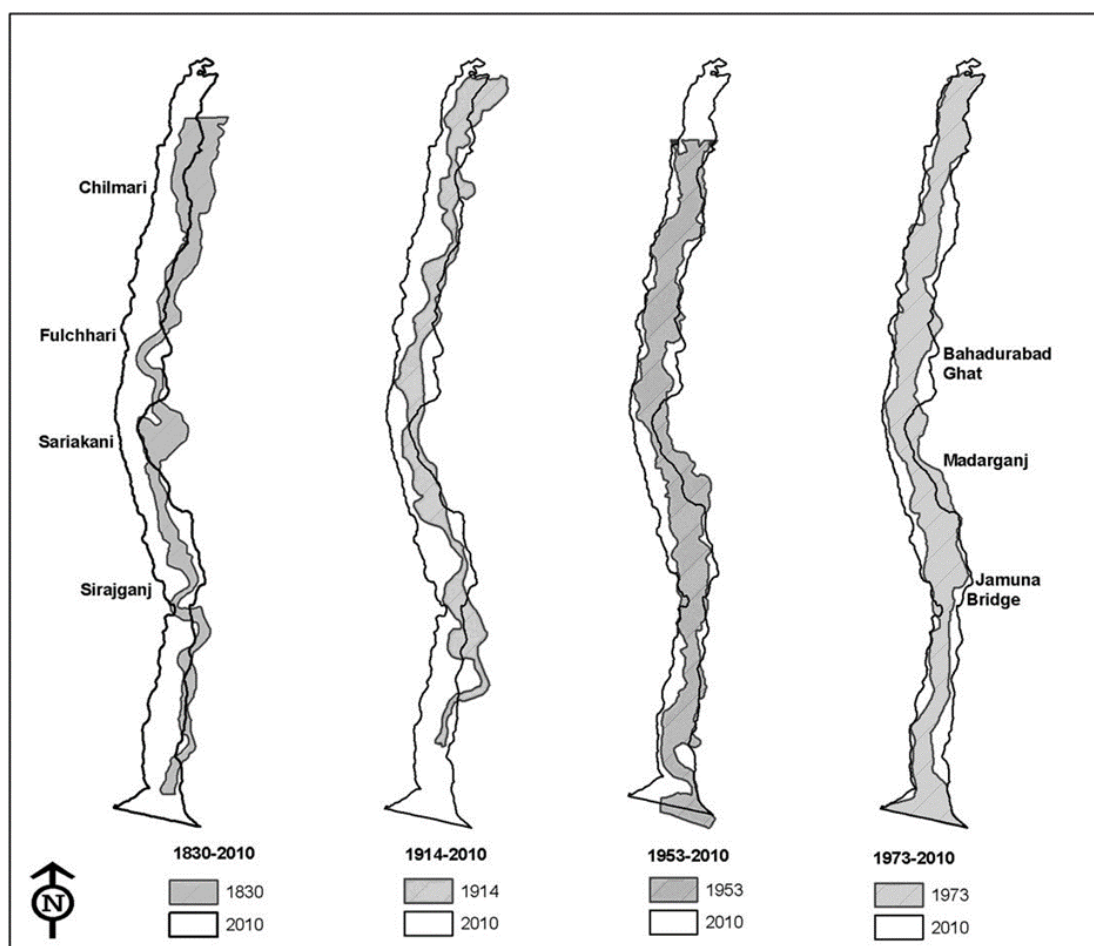 Chilmari
Fulchhari
Bahadurabad
Ghat
Sariakani
Madarganj
Sirajganj
Jamuna
Bridge
1830-2010
1914-2010
1953-2010
1973-2010
1830
1914
1953
1973
2010
2010
2010
2010
N